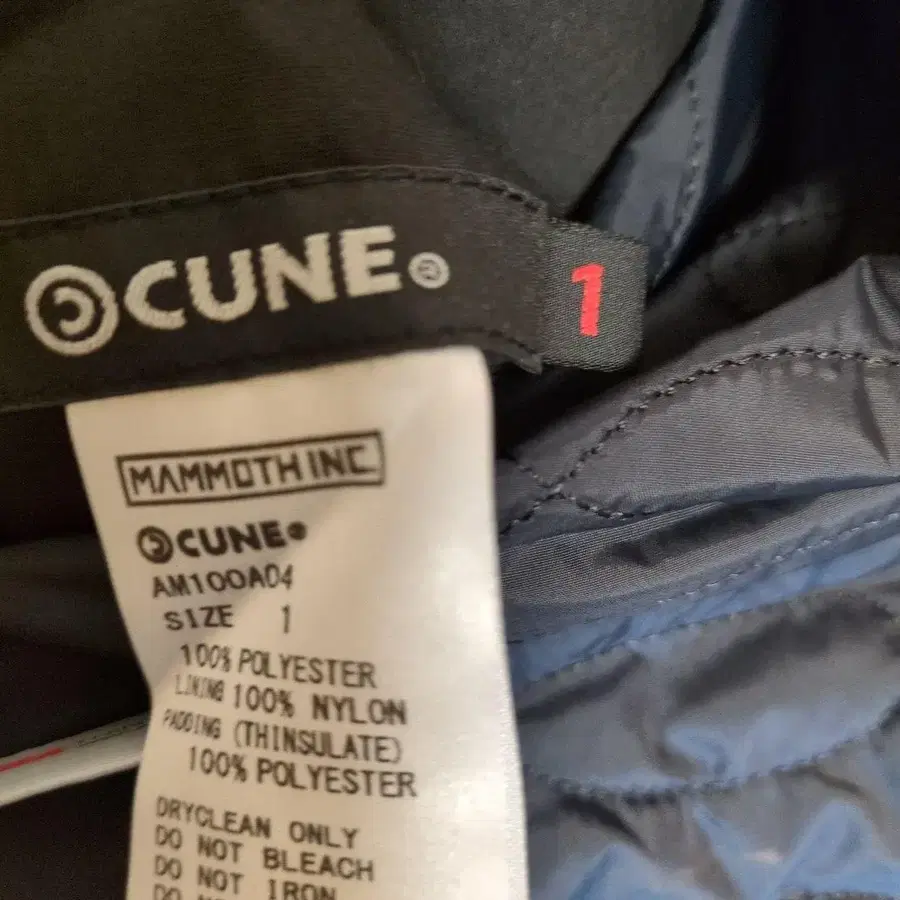 CUNE
1
MAMMOTH INC.
CUNE
AM100A04
SIZE 1
100% POLYESTER
LINING 100% NYLON
PADDING (THINSULATE)
100% POLYESTER
DRYCLEAN ONLY
DO NOT BLEACH
DO NOT IRON